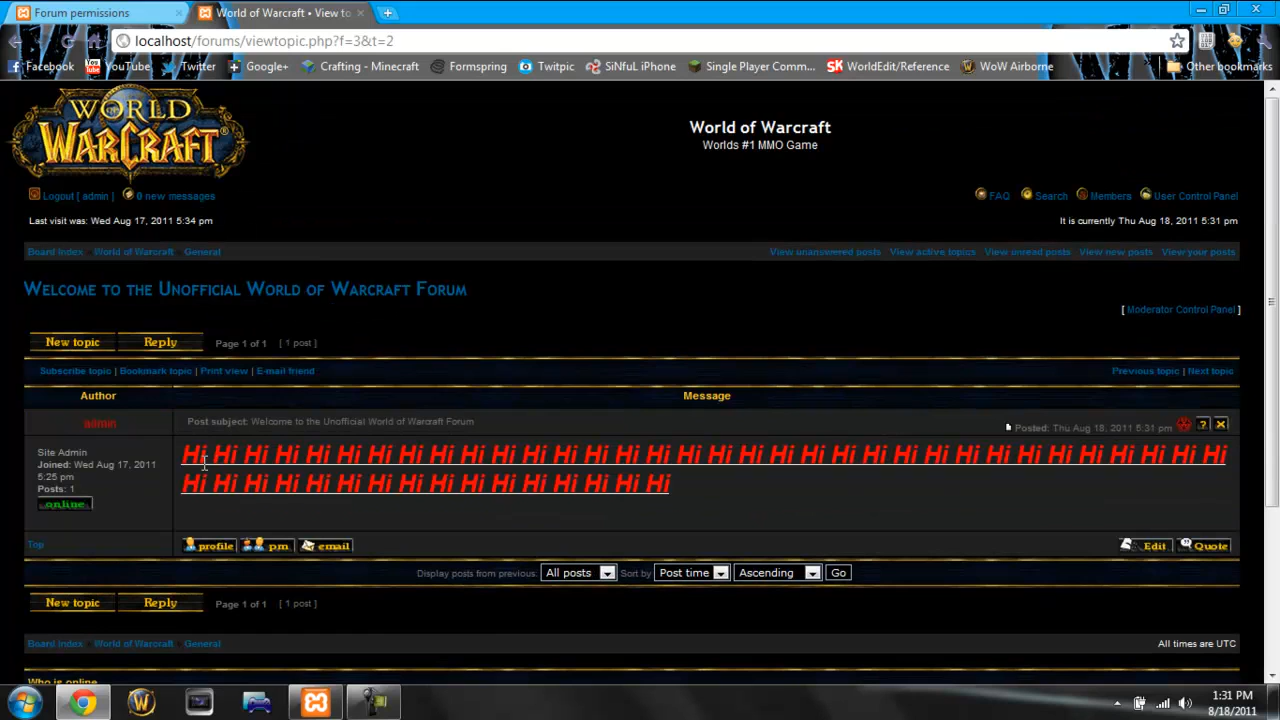 Forum permissions
World of Warcraft • View to
localhost/forums/viewtopic.php?f=3&t=2
Facebook YouTube Twitter Google+ Crafting - Minecraft Formspring Twitpic SiNfuL iPhone Single Player Comm... WorldEdit/Reference WoW Airborne Other bookmarks
WORLD
WARCRAFT
World of Warcraft
Worlds #1 MMO Game
Logout [ admin ] 0 new messages
FAQ Search Members User Control Panel
Last visit was: Wed Aug 17, 2011 5:34 pm
It is currently Thu Aug 18, 2011 5:31 pm
Board index World of Warcraft General
View unanswered posts View active topics View unread posts View new posts View your posts
Welcome to the Unofficial World of Warcraft Forum
[ Moderator Control Panel ]
New topic Reply Page 1 of 1 [ 1 post ]
Subscribe topic | Bookmark topic | Print view | E-mail friend
Previous topic | Next topic
Author Message
admin
Post subject: Welcome to the Unofficial World of Warcraft Forum
Posted: Thu Aug 18, 2011 5:31 pm
Site Admin
Joined: Wed Aug 17, 2011
5:25 pm
Posts: 1
online
Hi Hi Hi Hi Hi Hi Hi Hi Hi Hi Hi Hi Hi Hi Hi Hi Hi Hi Hi Hi Hi Hi Hi Hi Hi Hi Hi Hi Hi Hi Hi Hi Hi Hi
Hi Hi Hi Hi Hi Hi Hi Hi Hi Hi Hi Hi Hi Hi Hi Hi
Top
profile pm email
Edit Quote
Display posts from previous: All posts Sort by Post time Ascending Go
New topic Reply Page 1 of 1 [ 1 post ]
Board index World of Warcraft General
All times are UTC
Who is online
1:31 PM
8/18/2011